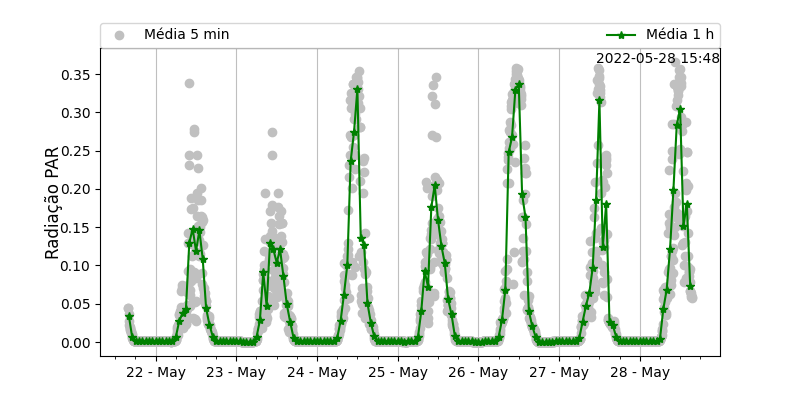 Média 5 min
Média 1 h
2022-05-28 15:48
Radiação PAR
0.35
0.30
0.25
0.20
0.15
0.10
0.05
0.00
22 - May
23 - May
24 - May
25 - May
26 - May
27 - May
28 - May